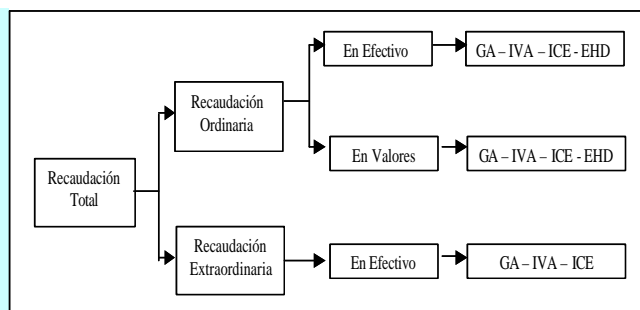 En Efectivo
GA – IVA – ICE - EHD
Recaudación
Ordinaria
En Valores
GA – IVA – ICE - EHD
Recaudación
Total
Recaudación
Extraordinaria
En Efectivo
GA – IVA – ICE